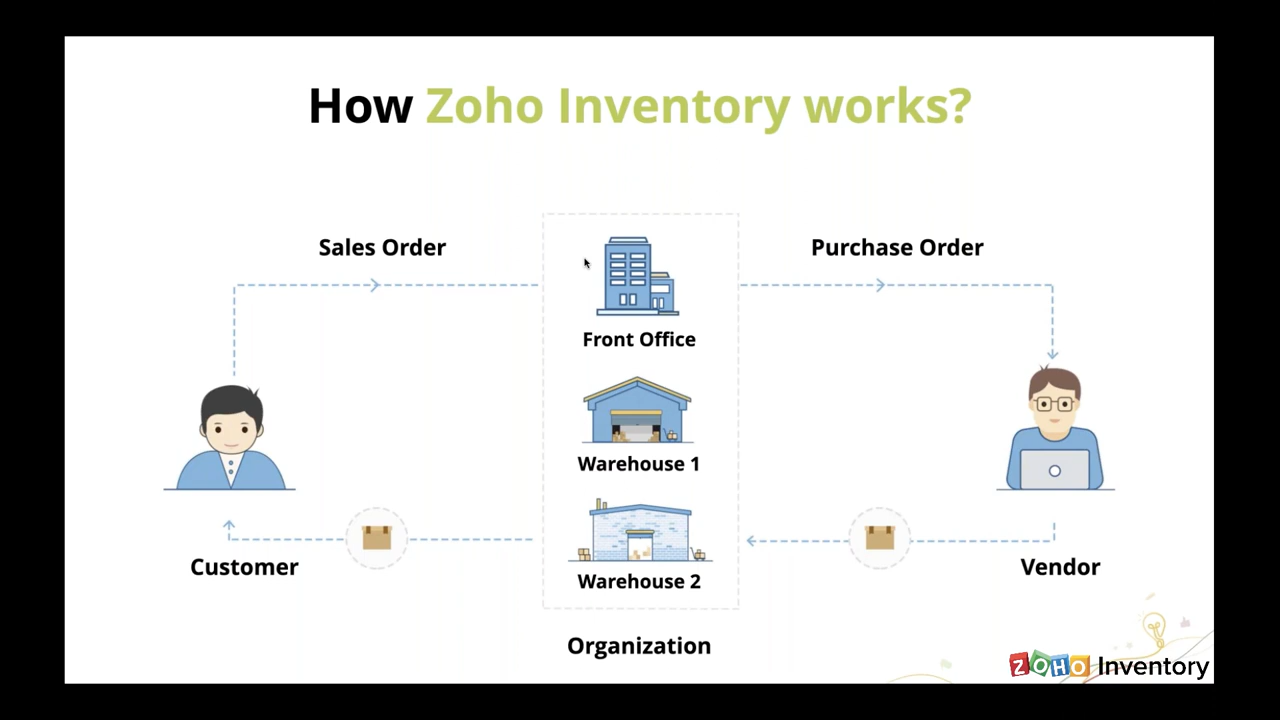 How Zoho Inventory works?
Sales Order
Purchase Order
Front Office
Warehouse 1
Warehouse 2
Customer
Vendor
Organization
ZOHO Inventory